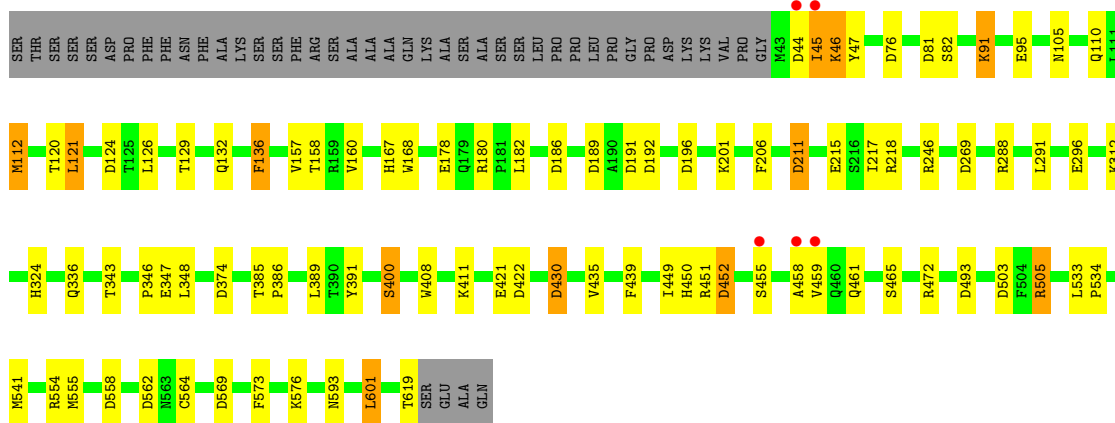 SER THR SER SER SER ASP PRO PHE PHE ASN PHE ALA LYS SER SER PHE ARG SER ALA ALA ALA ALA GLN LYS ALA SER ALA SER SER LEU PRO PRO LEU PRO GLY PRO PRO ASP LYS LYS VAL PRO GLY M43 D44 I45 K46 Y47 D76 D81 S82 K91 E95 N105 Q110 L111
M112 T120 L121 D124 T125 L126 T129 Q132 F136 V157 T158 R159 V160 H167 W168 E178 Q179 R180 P181 L182 D186 D189 A190 D191 D192 D196 K201 F206 D211 E215 S216 I217 R218 R246 D269 R288 L291 E296 K312
H324 Q336 T343 P346 E347 L348 D374 T385 P386 L389 T390 Y391 S400 W408 K411 E421 D422 D430 V435 F439 I449 H450 R451 D452 S455 A458 V459 Q460 Q461 S465 R472 D493 D503 F504 R505 L533 P534
M541 R554 M555 D558 D562 N563 C564 D569 F573 K576 N593 L601 T619 SER GLU ALA GLN